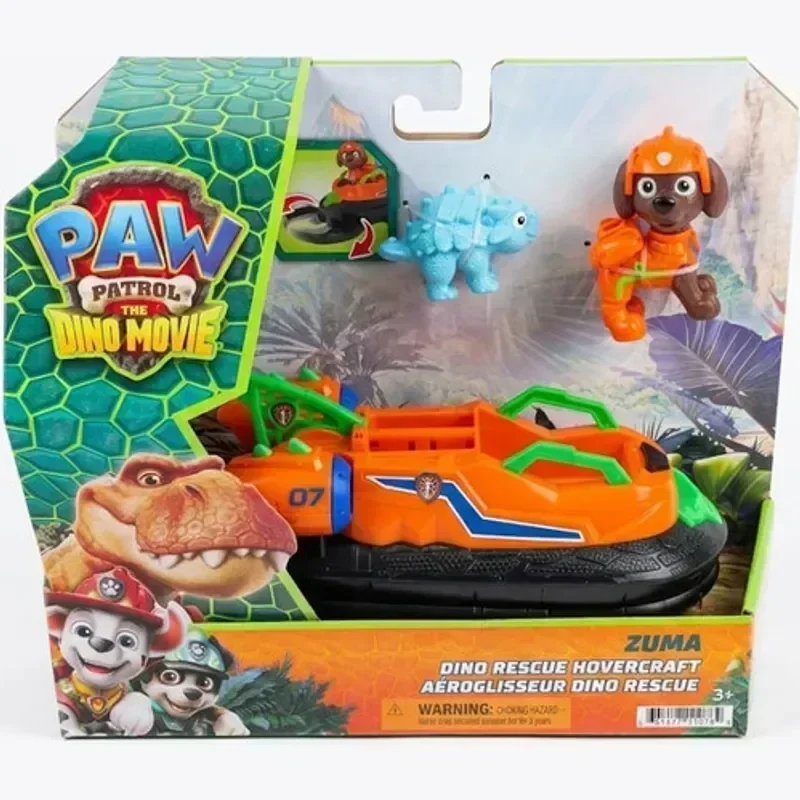 PAW
PATROL
THE
DINO MOVIE
07
ZUMA
DINO RESCUE HOVERCRAFT
AÉROGLISSEUR DINO RESCUE
3+
WARNING: CHOKING HAZARD